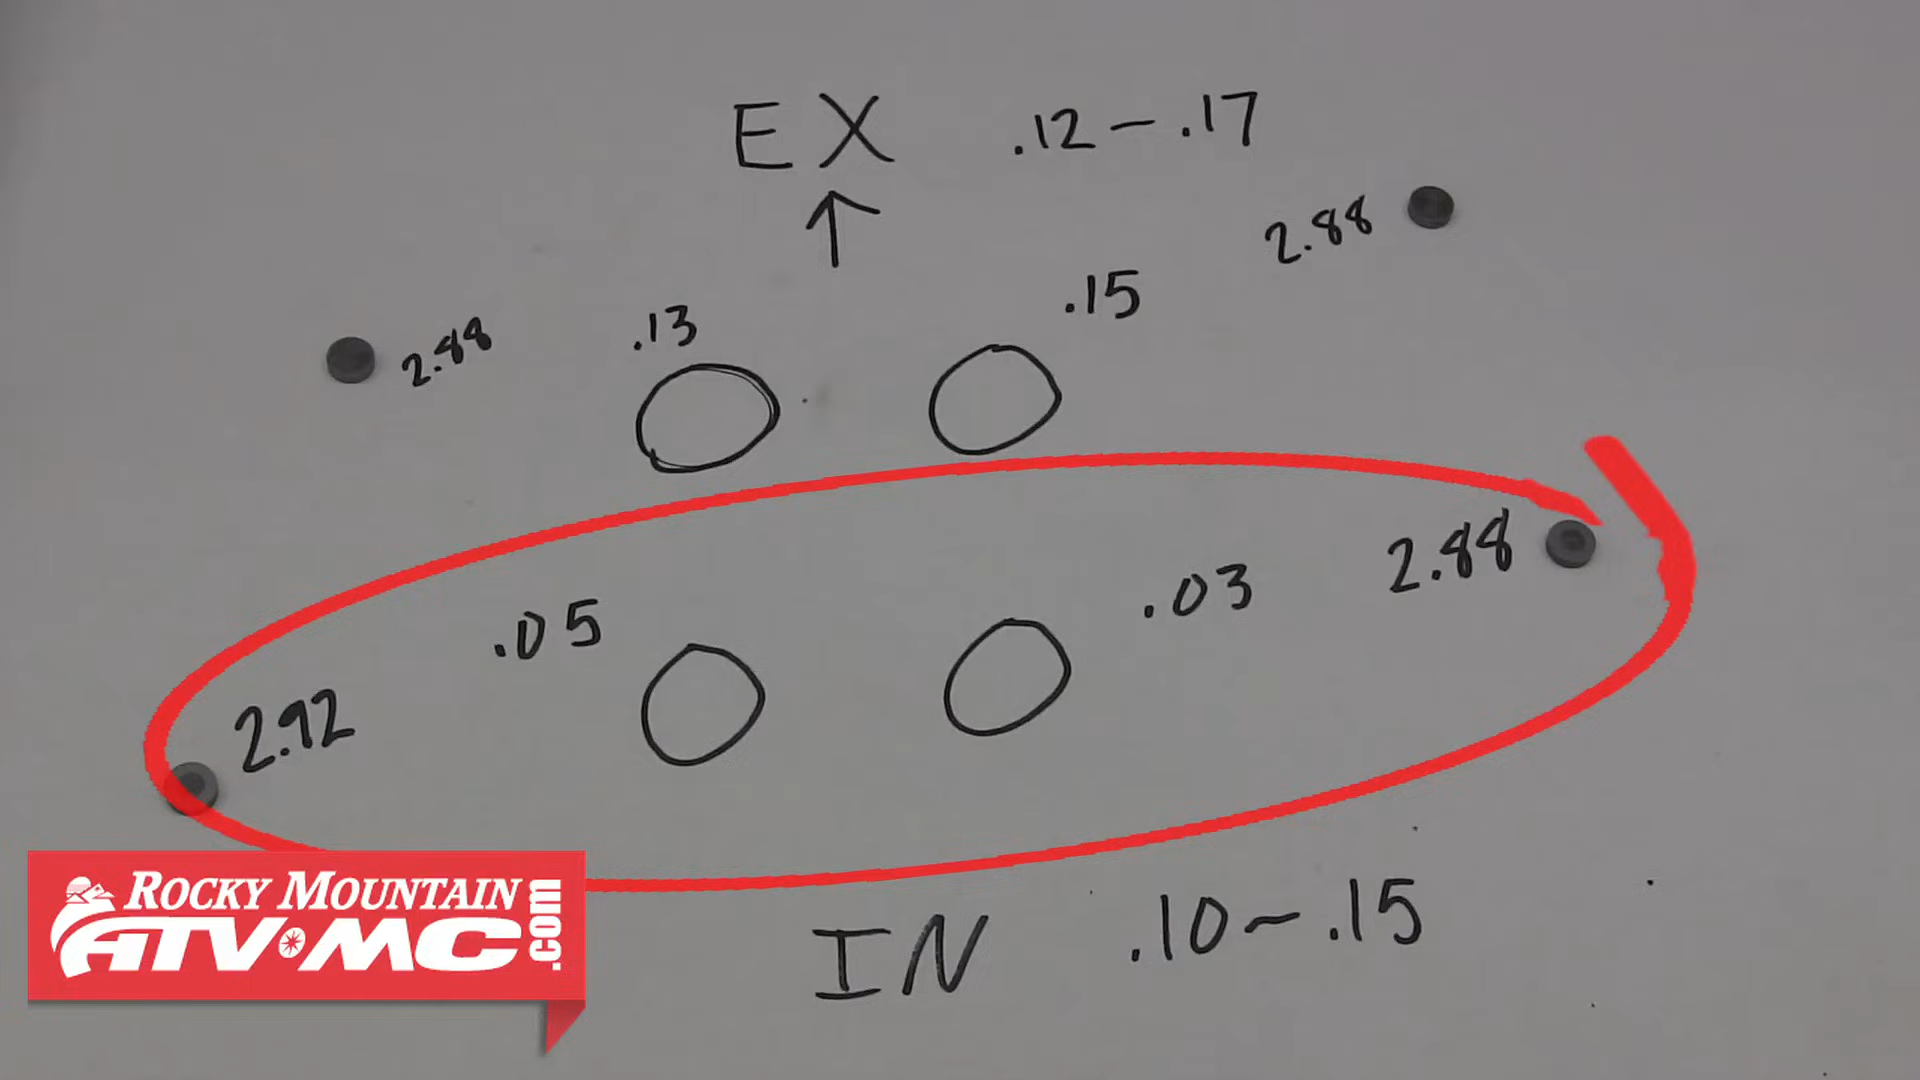 EX .12-.17
2.88
.15
.13
2.88
2.88
.03
.05
2.92
IN .10~.15
ROCKY MOUNTAIN
ATV•MC
.com